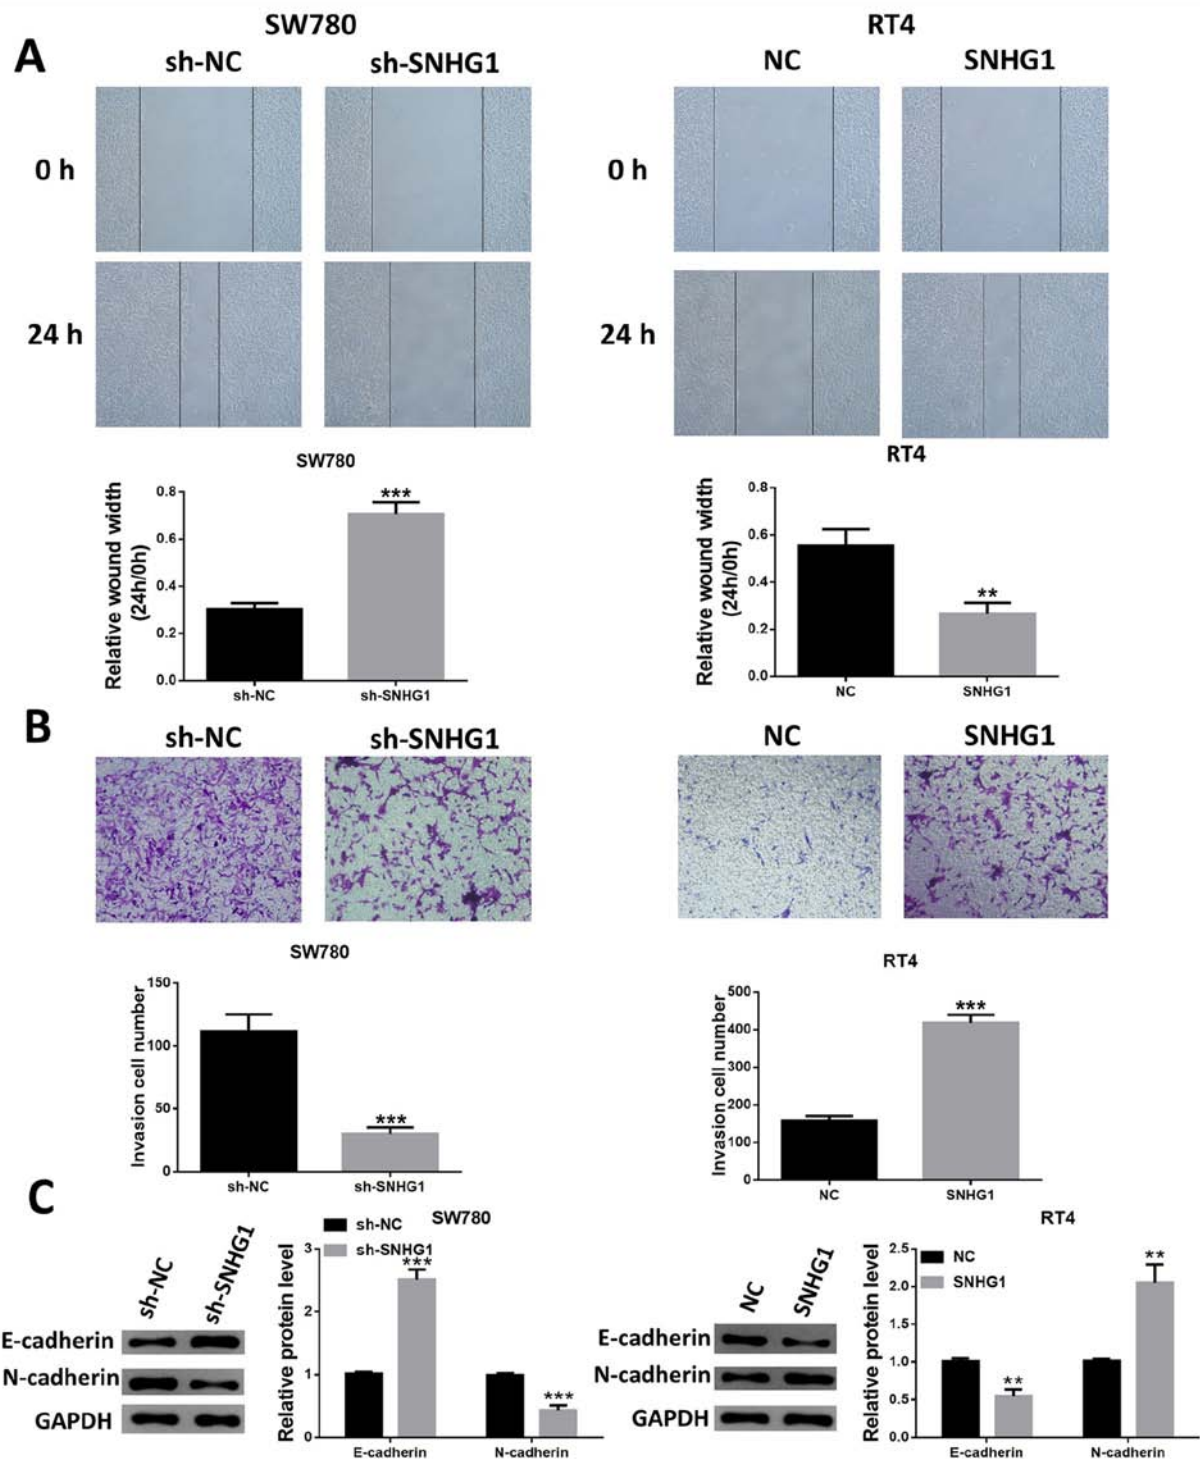 SW780 RT4
A sh-NC sh-SNHG1 NC SNHG1
0 h 0 h
24 h 24 h
SW780 RT4
Relative wound width
(24h/0h)
0.8
0.6
0.4
0.2
0.0
***
sh-NC sh-SNHG1
Relative wound width
(24h/0h)
0.8
0.6
0.4
0.2
0.0
**
NC SNHG1
B sh-NC sh-SNHG1 NC SNHG1
SW780
Invasion cell number
150
100
50
0
***
sh-NC sh-SNHG1
RT4
Invasion cell number
500
400
300
200
100
0
***
NC SNHG1
C
sh-NC sh-SNHG1
E-cadherin
N-cadherin
GAPDH
SW780
sh-NC
sh-SNHG1
Relative protein level
3
2
1
0
***
***
E-cadherin N-cadherin
NC SNHG1
E-cadherin
N-cadherin
GAPDH
RT4
NC
SNHG1
Relative protein level
2.5
2.0
1.5
1.0
0.5
0.0
**
**
E-cadherin N-cadherin